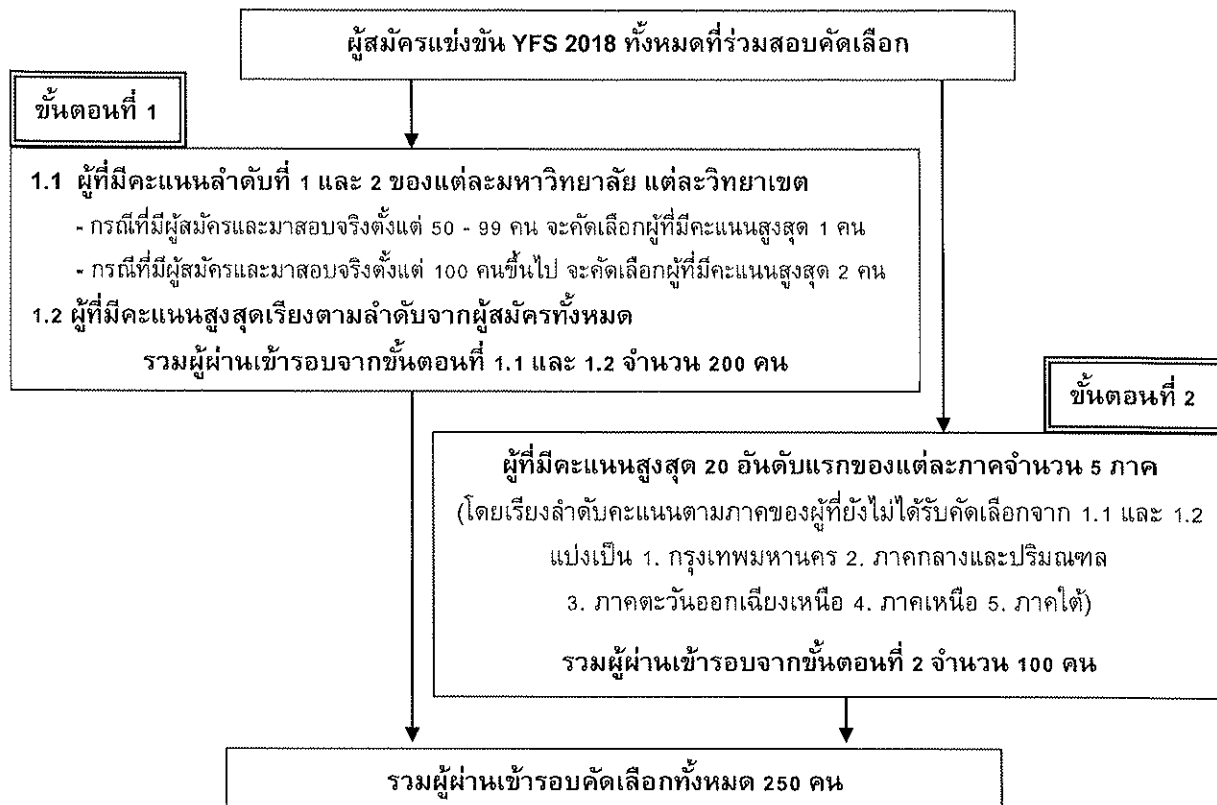 ผู้สมัครแข่งขัน YFS 2018 ทั้งหมดที่ร่วมสอบคัดเลือก
ขั้นตอนที่ 1
1.1 ผู้ที่มีคะแนนลำดับที่ 1 และ 2 ของแต่ละมหาวิทยาลัย แต่ละวิทยาเขต
- กรณีที่มีผู้สมัครและมาสอบจริงตั้งแต่ 50 - 99 คน จะคัดเลือกผู้ที่มีคะแนนสูงสุด 1 คน
- กรณีที่มีผู้สมัครและมาสอบจริงตั้งแต่ 100 คนขึ้นไป จะคัดเลือกผู้ที่มีคะแนนสูงสุด 2 คน
1.2 ผู้ที่มีคะแนนสูงสุดเรียงตามลำดับจากผู้สมัครทั้งหมด
รวมผู้ผ่านเข้ารอบจากขั้นตอนที่ 1.1 และ 1.2 จำนวน 200 คน
ขั้นตอนที่ 2
ผู้ที่มีคะแนนสูงสุด 20 อันดับแรกของแต่ละภาคจำนวน 5 ภาค
(โดยเรียงลำดับคะแนนตามภาคของผู้ที่ยังไม่ได้รับคัดเลือกจาก 1.1 และ 1.2
แบ่งเป็น 1. กรุงเทพมหานคร 2. ภาคกลางและปริมณฑล
3. ภาคตะวันออกเฉียงเหนือ 4. ภาคเหนือ 5. ภาคใต้)
รวมผู้ผ่านเข้ารอบจากขั้นตอนที่ 2 จำนวน 100 คน
รวมผู้ผ่านเข้ารอบคัดเลือกทั้งหมด 250 คน